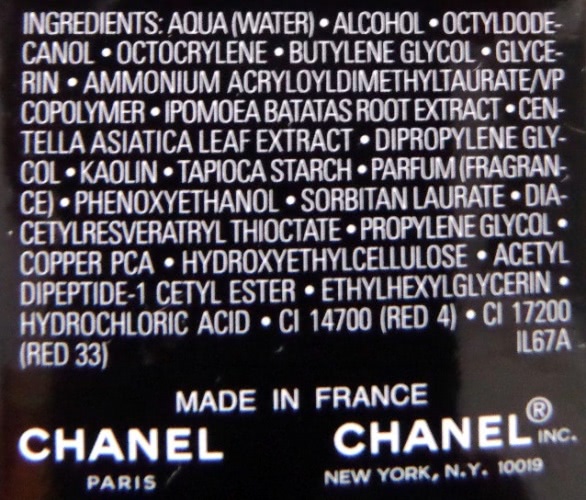 INGREDIENTS: AQUA (WATER) • ALCOHOL • OCTYLDODE-
CANOL • OCTOCRYLENE • BUTYLENE GLYCOL • GLYCE-
RIN • AMMONIUM ACRYLOYLDIMETHYLTAURATE/VP
COPOLYMER • IPOMOEA BATATAS ROOT EXTRACT • CEN-
TELLA ASIATICA LEAF EXTRACT • DIPROPYLENE GLY-
COL • KAOLIN • TAPIOCA STARCH • PARFUM (FRAGRAN-
CE) • PHENOXYETHANOL • SORBITAN LAURATE • DIA-
CETYLRESVERATRYL THIOCTATE • PROPYLENE GLYCOL •
COPPER PCA • HYDROXYETHYLCELLULOSE • ACETYL
DIPEPTIDE-1 CETYL ESTER • ETHYLHEXYLGLYCERIN •
HYDROCHLORIC ACID • CI 14700 (RED 4) • CI 17200
(RED 33) IL67A
MADE IN FRANCE
CHANEL CHANEL® INC.
PARIS NEW YORK, N.Y. 10019